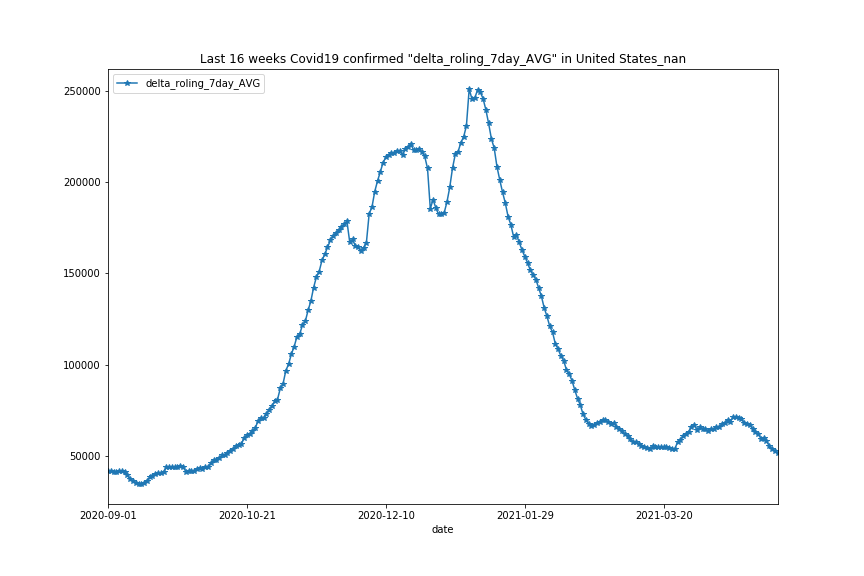 Last 16 weeks Covid19 confirmed "delta_roling_7day_AVG" in United States_nan
delta_roling_7day_AVG
250000
200000
150000
100000
50000
2020-09-01 2020-10-21 2020-12-10 2021-01-29 2021-03-20
date